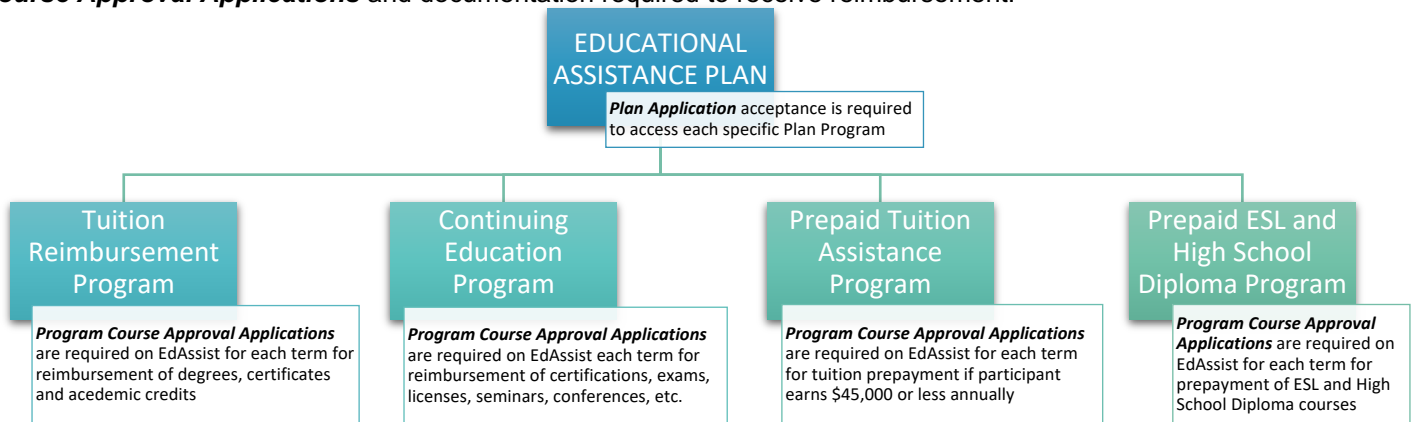 Course Approval Applications and documentation required to receive reimbursement.
EDUCATIONAL
ASSISTANCE PLAN
Plan Application acceptance is required
to access each specific Plan Program
Tuition
Reimbursement
Program
Program Course Approval Applications
are required on EdAssist for each term for
reimbursement of degrees, certificates
and acedemic credits
Continuing
Education
Program
Program Course Approval Applications
are required on EdAssist each term for
reimbursement of certifications, exams,
licenses, seminars, conferences, etc.
Prepaid Tuition
Assistance
Program
Program Course Approval Applications
are required on EdAssist for each term
for tuition prepayment if participant
earns $45,000 or less annually
Prepaid ESL and
High School
Diploma Program
Program Course Approval
Applications are required on
EdAssist for each term for
prepayment of ESL and High
School Diploma courses